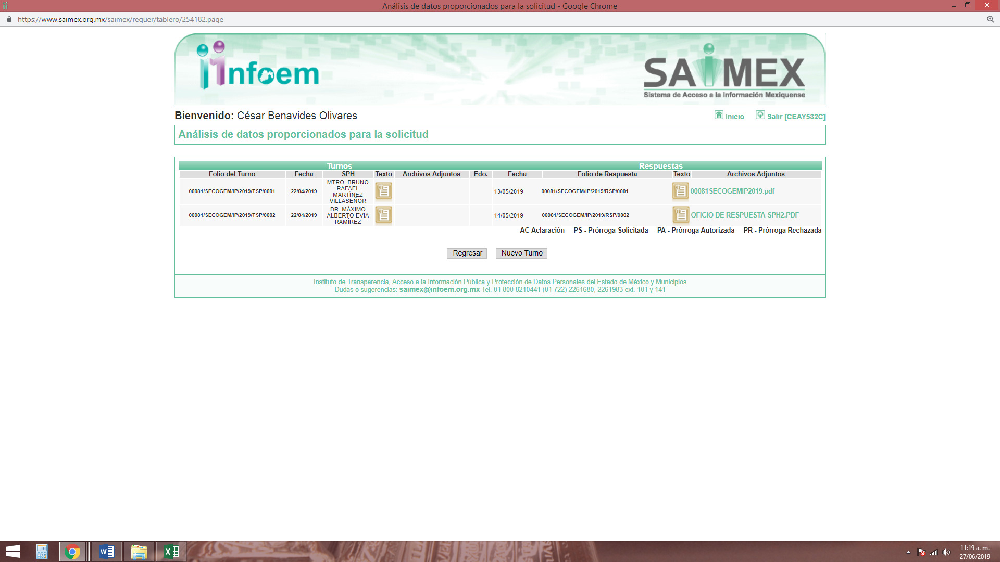 Análisis de datos proporcionados para la solicitud - Google Chrome
https://www.saimex.org.mx/saimex/requer/tablero/254182.page
infoem
SAIMEX
Sistema de Acceso a la Información Mexiquense
Bienvenido: César Benavides Olivares
Inicio Salir [CEAY532C]
Análisis de datos proporcionados para la solicitud
Turnos Respuestas
Folio del Turno Fecha SPH Texto Archivos Adjuntos Edo. Fecha Folio de Respuesta Texto Archivos Adjuntos
MTRO. BRUNO
RAFAEL
MARTÍNEZ
VILLASEÑOR
00081/SECOGEM/IP/2019/TSP/0001 22/04/2019 13/05/2019 00081/SECOGEM/IP/2019/RSP/0001 00081SECOGEMIP2019.pdf
DR. MÁXIMO
ALBERTO EVIA
RAMÍREZ
00081/SECOGEM/IP/2019/TSP/0002 22/04/2019 14/05/2019 00081/SECOGEM/IP/2019/RSP/0002 OFICIO DE RESPUESTA SPH2.PDF
AC Aclaración PS - Prórroga Solicitada PA - Prórroga Autorizada PR - Prórroga Rechazada
Regresar Nuevo Turno
Instituto de Transparencia, Acceso a la Información Pública y Protección de Datos Personales del Estado de México y Municipios
Dudas o sugerencias: saimex@infoem.org.mx Tel. 01 800 8210441 (01 722) 2261680, 2261983 ext. 101 y 141
11:19 a. m.
27/06/2019